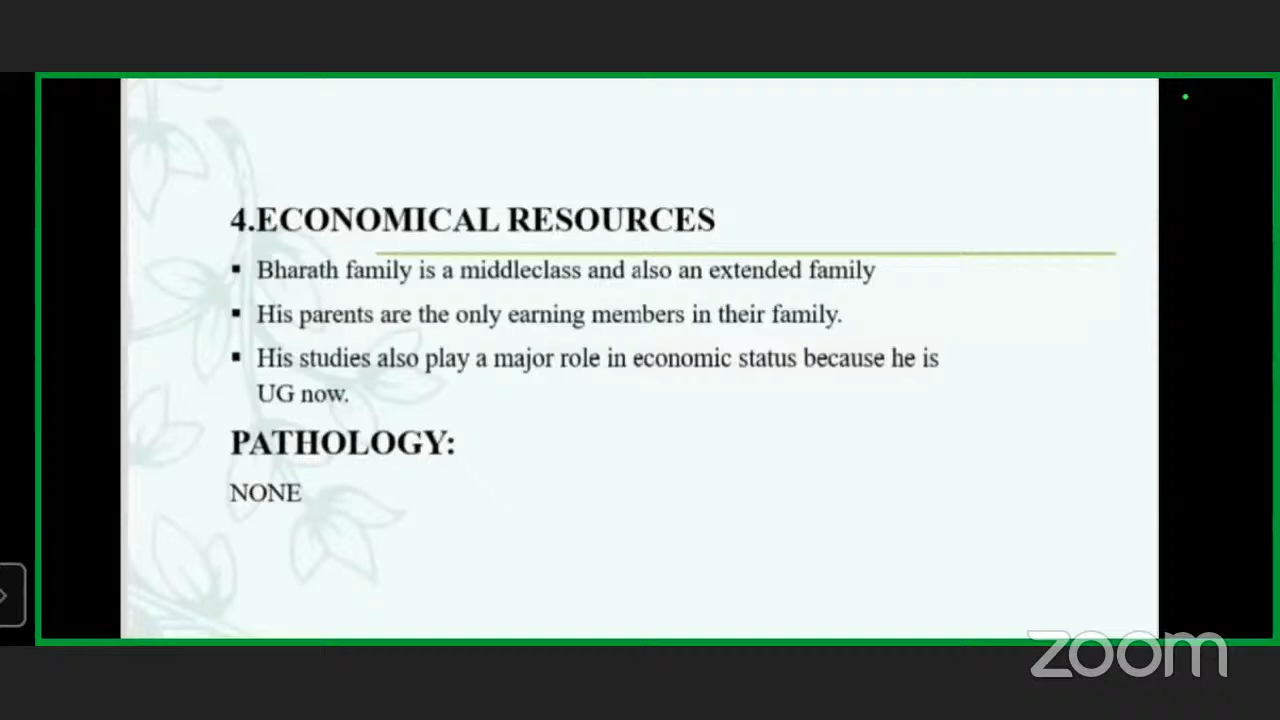 4.ECONOMICAL RESOURCES
▪ Bharath family is a middleclass and also an extended family
▪ His parents are the only earning members in their family.
▪ His studies also play a major role in economic status because he is
UG now.
PATHOLOGY:
NONE
zoom